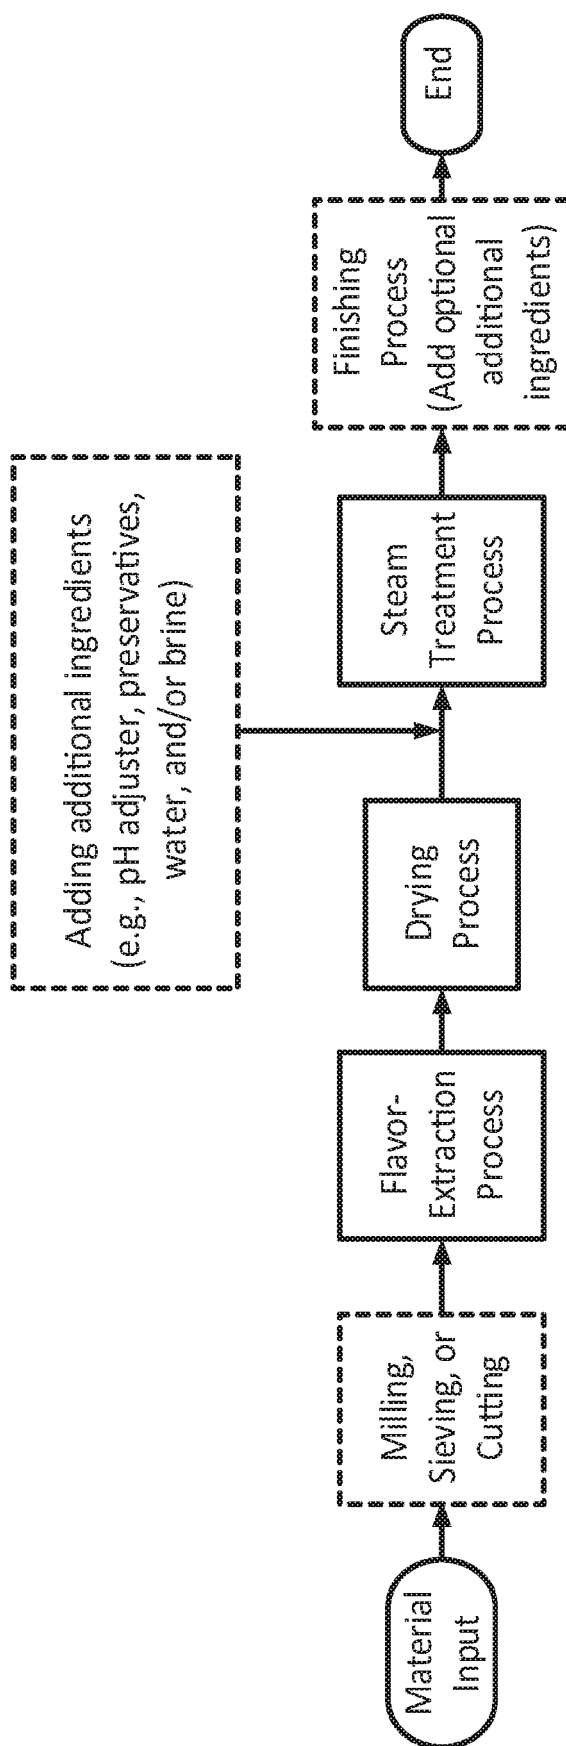 Material
Input
Milling,
Sieving, or
Cutting
Flavor-
Extraction
Process
Drying
Process
Adding additional ingredients
(e.g., pH adjuster, preservatives,
water, and/or brine)
Steam
Treatment
Process
Finishing
Process
(Add optional
additional
ingredients)
End